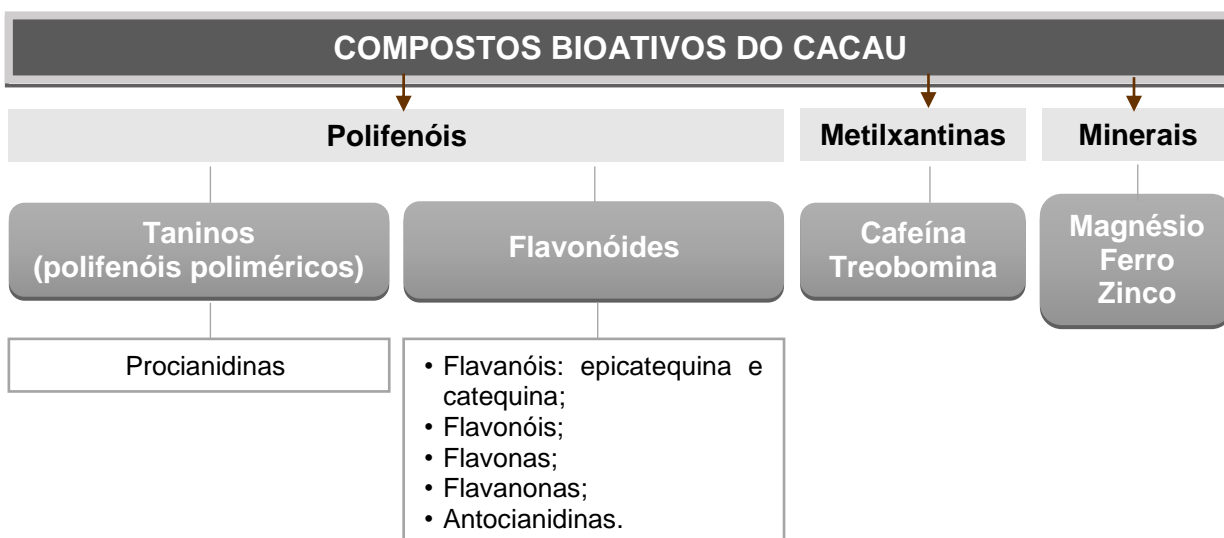 COMPOSTOS BIOATIVOS DO CACAU
Polifenóis
Metilxantinas
Minerais
Taninos
(polifenóis poliméricos)
Flavonóides
Cafeína
Treobomina
Magnésio
Ferro
Zinco
Procianidinas
• Flavanóis: epicatequina e
catequina;
• Flavonóis;
• Flavonas;
• Flavanonas;
• Antocianidinas.